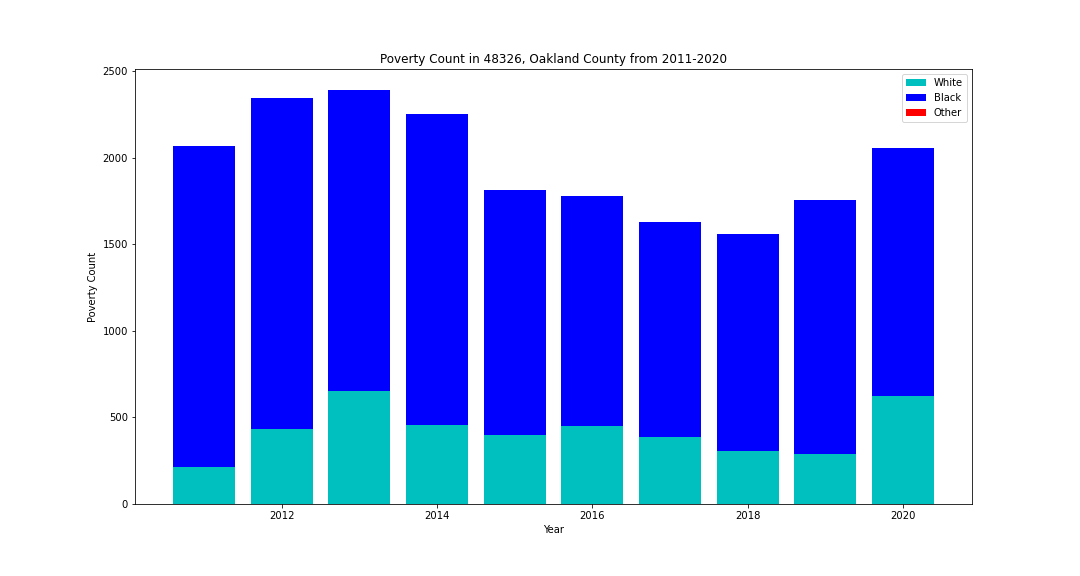 Poverty Count in 48326, Oakland County from 2011-2020
White
Black
Other
2500
2000
1500
1000
500
0
Poverty Count
2012
2014
2016
2018
2020
Year